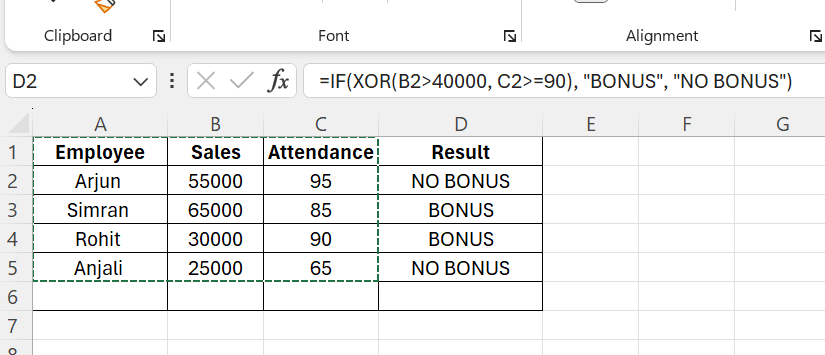 Clipboard Font Alignment
D2 fx =IF(XOR(B2>40000, C2>=90), "BONUS", "NO BONUS")
A B C D E F G
1 Employee Sales Attendance Result
2 Arjun 55000 95 NO BONUS
3 Simran 65000 85 BONUS
4 Rohit 30000 90 BONUS
5 Anjali 25000 65 NO BONUS
6
7
8